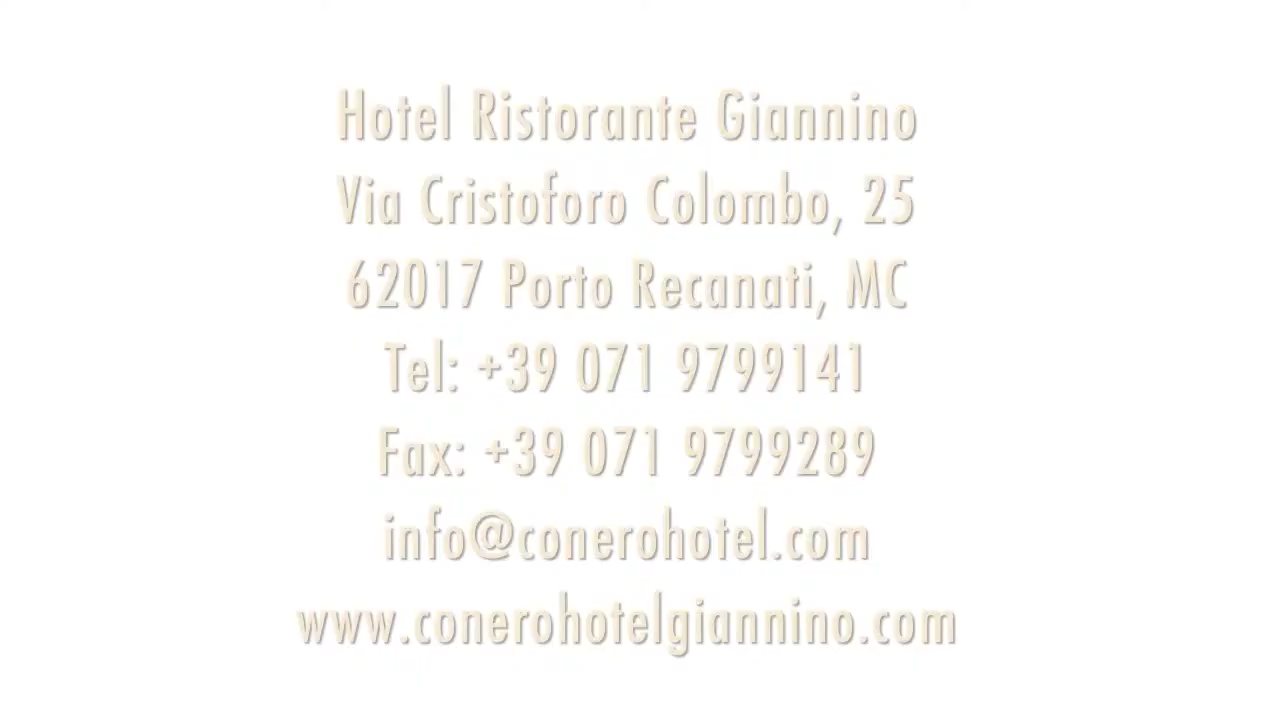 Hotel Ristorante Giannino
Via Cristoforo Colombo, 25
62017 Porto Recanati, MC
Tel: +39 071 9799141
Fax: +39 071 9799289
info@conerohotel.com
www.conerohotelgiannino.com